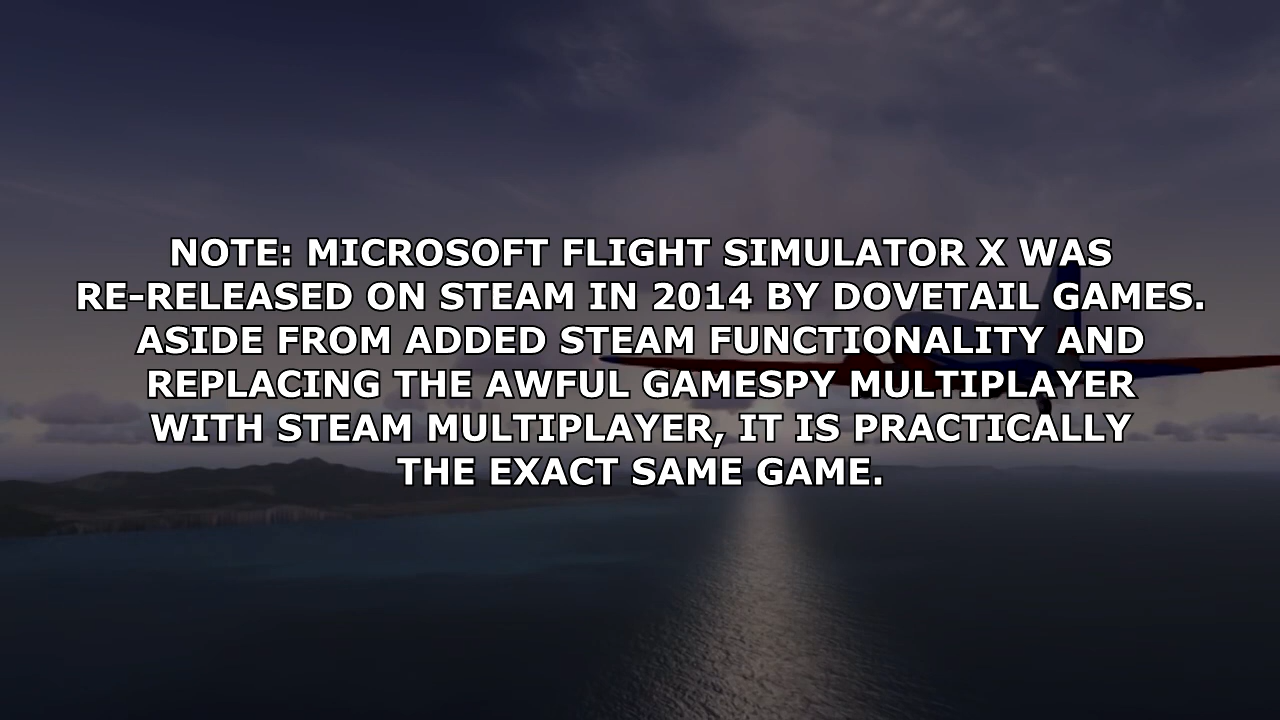 NOTE: MICROSOFT FLIGHT SIMULATOR X WAS
RE-RELEASED ON STEAM IN 2014 BY DOVETAIL GAMES.
ASIDE FROM ADDED STEAM FUNCTIONALITY AND
REPLACING THE AWFUL GAMESPY MULTIPLAYER
WITH STEAM MULTIPLAYER, IT IS PRACTICALLY
THE EXACT SAME GAME.